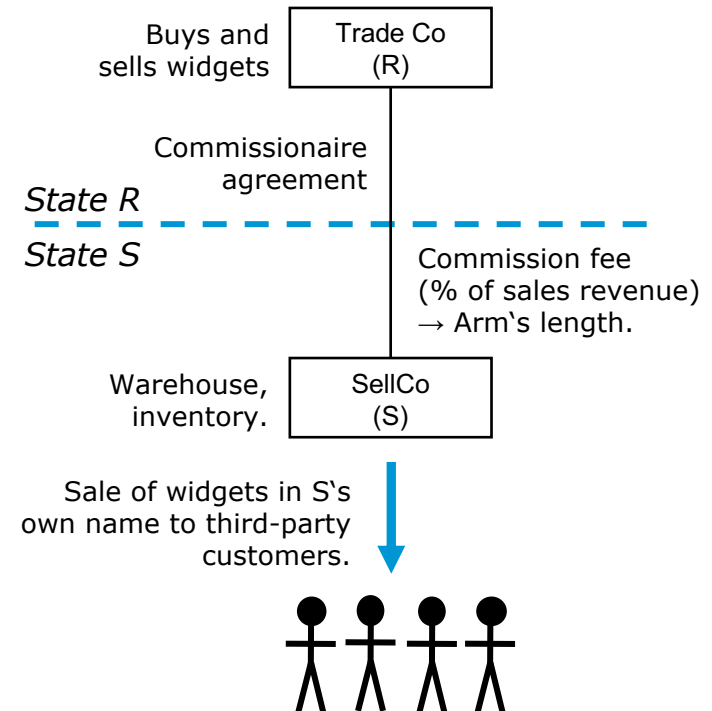 Buys and
sells widgets
Trade Co
(R)
Commissionaire
agreement
State R
State S
Commission fee
(% of sales revenue)
→ Arm‘s length.
Warehouse,
inventory.
SellCo
(S)
Sale of widgets in S‘s
own name to third-party
customers.